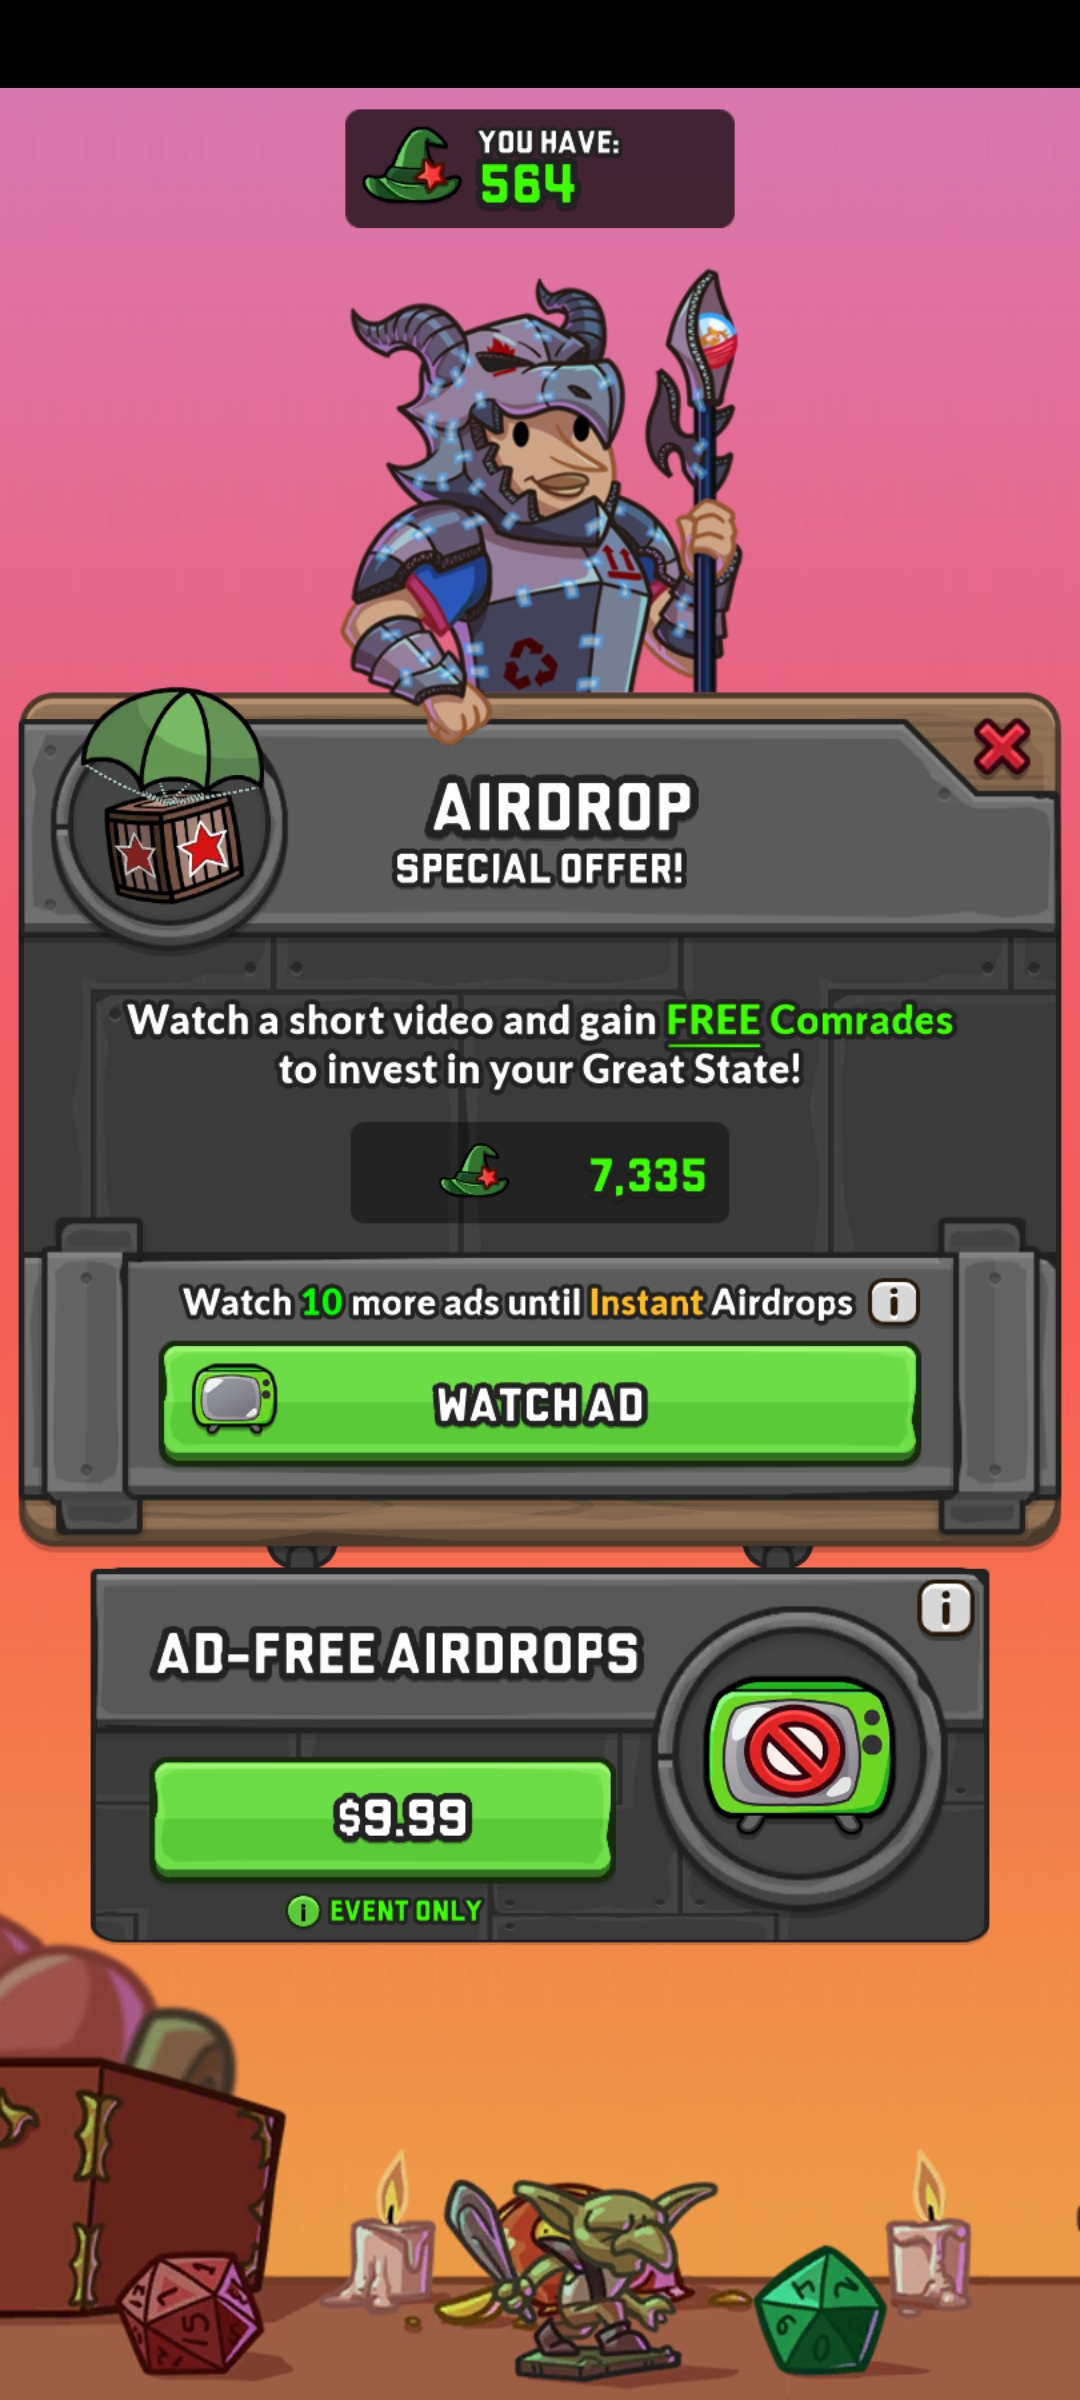 YOU HAVE:
564
AIRDROP
SPECIAL OFFER!
Watch a short video and gain FREE Comrades
to invest in your Great State!
7,335
Watch 10 more ads until Instant Airdrops i
WATCH AD
i
AD-FREE AIRDROPS
$9.99
i EVENT ONLY